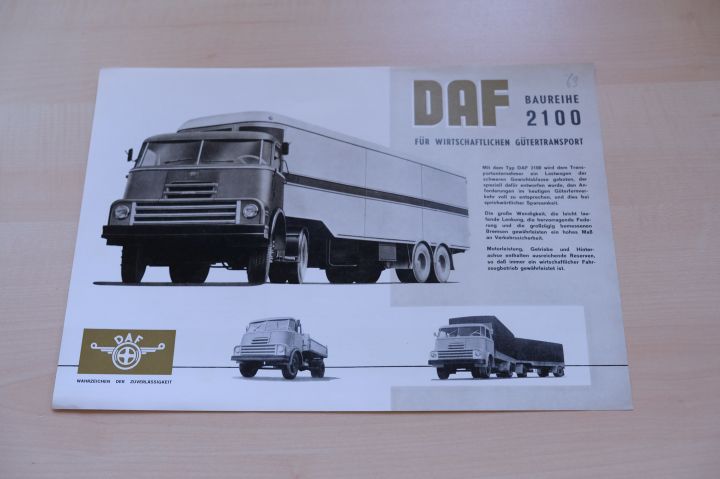 DAF
BAUREIHE
2100
63
FÜR WIRTSCHAFTLICHEN GÜTERTRANSPORT
Mit dem Typ DAF 2100 wird dem Trans-
portunternehmer ein Lastwagen der
schweren Gewichtsklasse geboten, der
speziell dafür entworfen wurde, den An-
forderungen im heutigen Güterfernver-
kehr voll zu entsprechen, und dies bei
sprichwörtlicher Sparsamkeit.
Die große Wendigkeit, die leicht lau-
fende Lenkung, die hervorragende Fede-
rung und die großzügig bemessenen
Bremsen gewährleisten ein hohes Maß
an Verkehrssicherheit.
Motorleistung, Getriebe und Hinter-
achse enthalten ausreichende Reserven,
so daß immer ein wirtschaftlicher Fahr-
zeugbetrieb gewährleistet ist.
DAF
WAHRZEICHEN DER ZUVERLÄSSIGKEIT